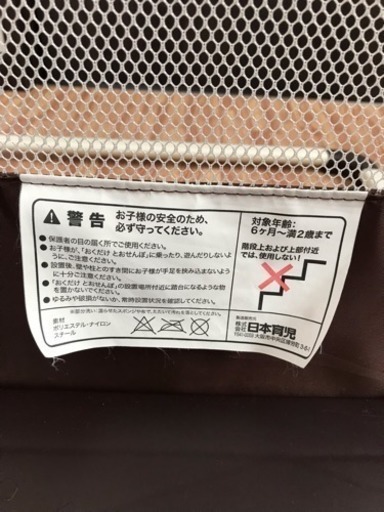 警告 お子様の安全のため、
必ず守ってください。
●保護者の目の届く所でご使用ください。
●「おくだけ とおせんぼ」に乗ったり、遊んだりしないよ
うに、ご注意ください。
●設置後、壁や柱とのすき間にお子様が手足を挟み込まないように
十分ご注意ください。
●「おくだけ とおせんぼ」の設置場所付近に踏台になるような物
を置かないでください。
●ゆるみや破損がないか、常時設置状況を確認してください。
素材
ポリエステル・ナイロン
スチール
対象年齢:
6ヶ月〜満2歳まで
階段上および上部付近
では、使用しない!
株式会社 日本育児